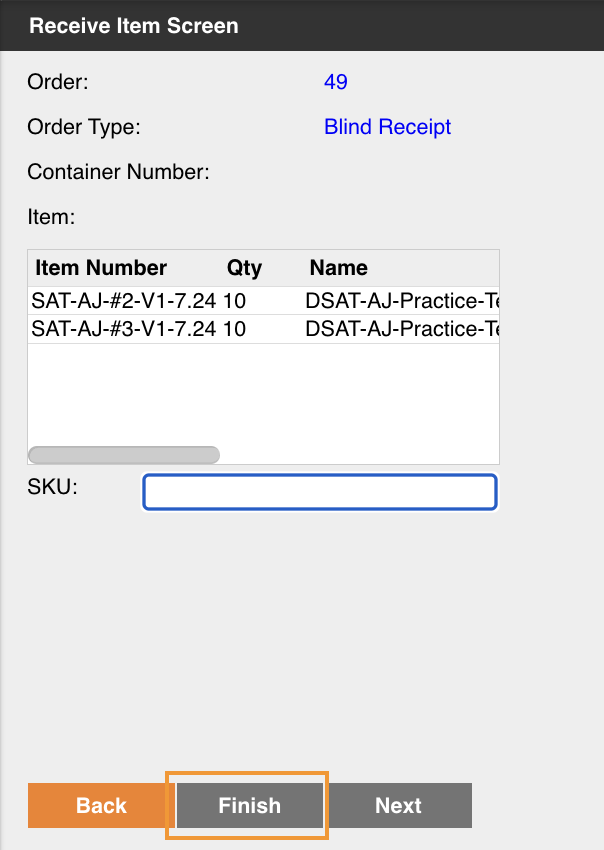 Receive Item Screen
Order: 49
Order Type: Blind Receipt
Container Number:
Item:
Item Number Qty Name
SAT-AJ-#2-V1-7.24 10 DSAT-AJ-Practice-Te
SAT-AJ-#3-V1-7.24 10 DSAT-AJ-Practice-Te
SKU:
Back Finish Next